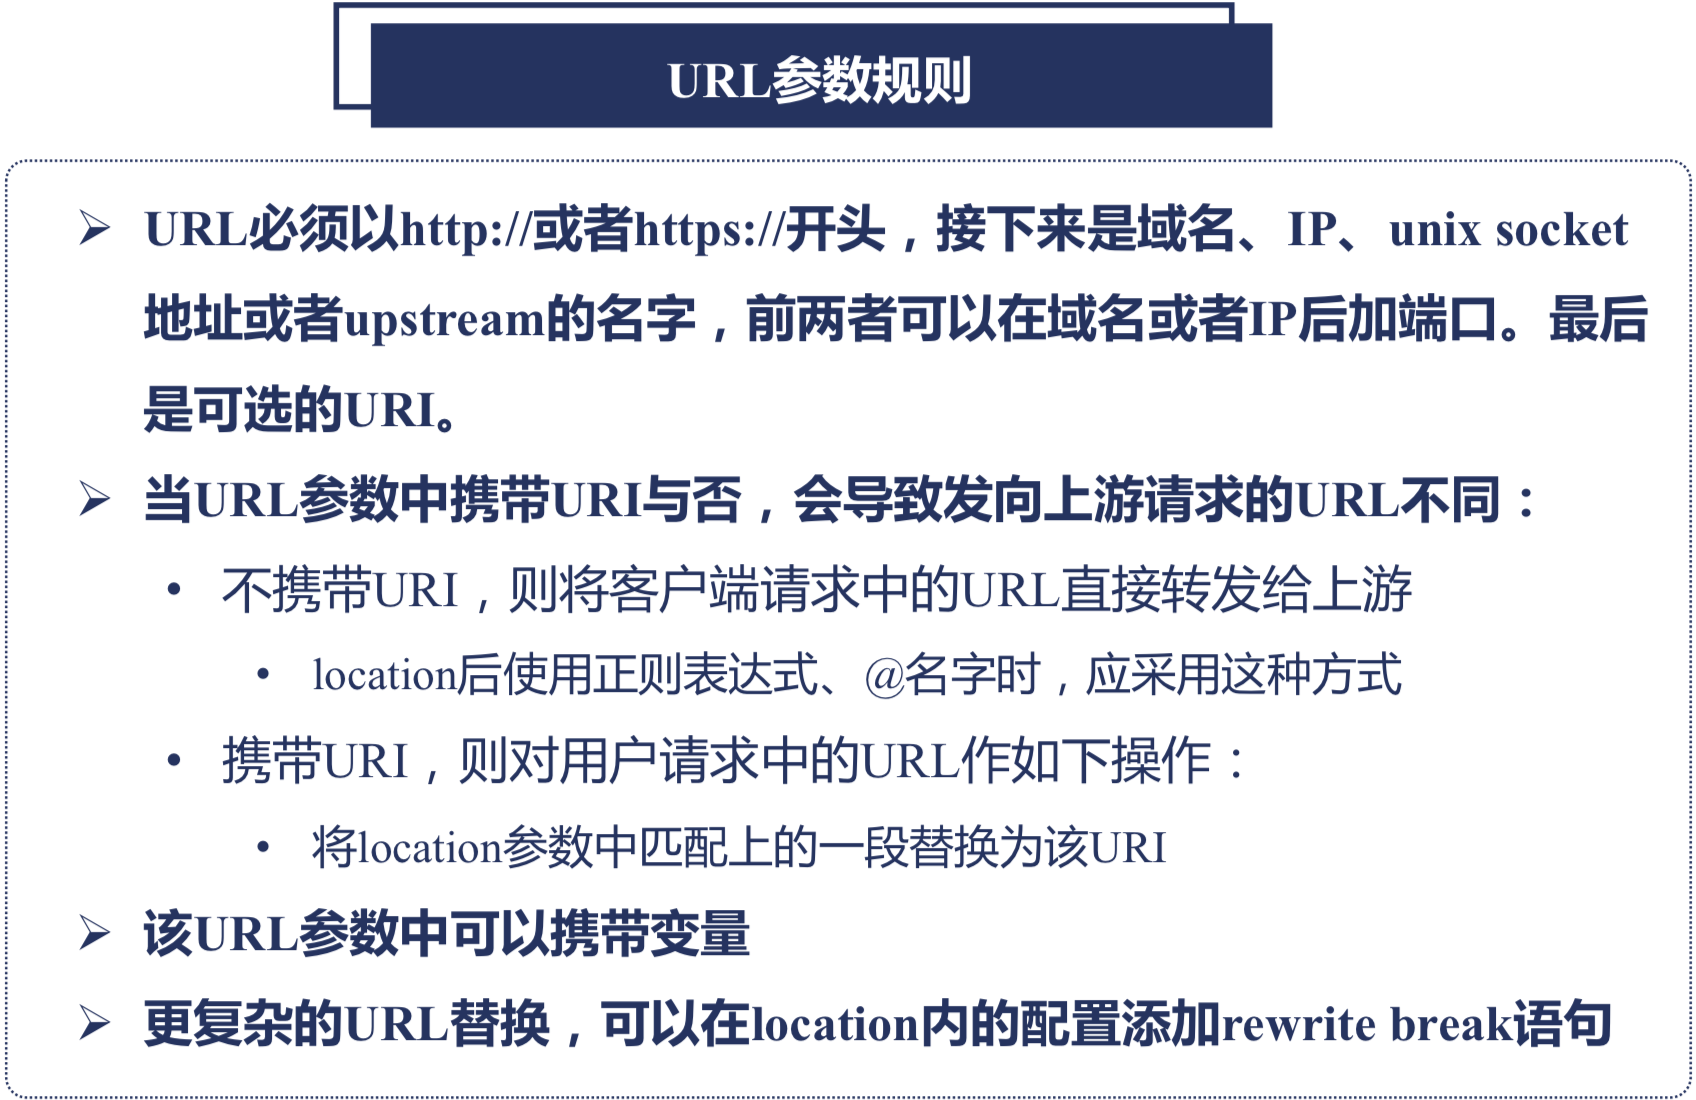 URL参数规则
➢ URL必须以http://或者https://开头，接下来是域名、IP、unix socket
地址或者upstream的名字，前两者可以在域名或者IP后加端口。最后
是可选的URI。
➢ 当URL参数中携带URI与否，会导致发向上游请求的URL不同：
• 不携带URI，则将客户端请求中的URL直接转发给上游
• location后使用正则表达式、@名字时，应采用这种方式
• 携带URI，则对用户请求中的URL作如下操作：
• 将location参数中匹配上的一段替换为该URI
➢ 该URL参数中可以携带变量
➢ 更复杂的URL替换，可以在location内的配置添加rewrite break语句